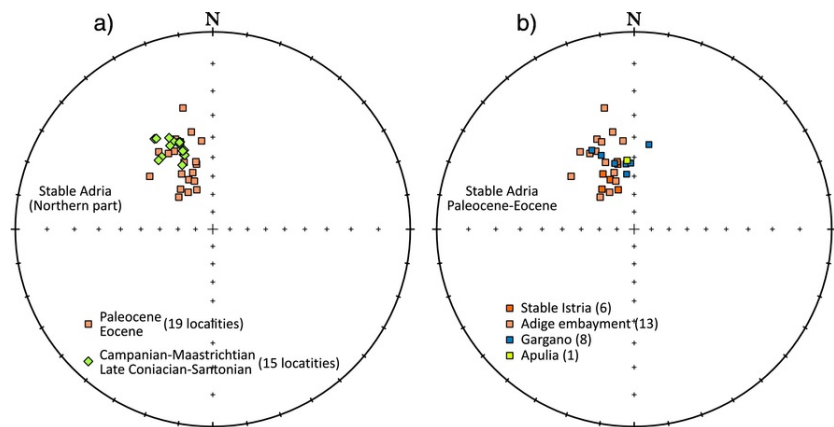 a)
N
Stable Adria
(Northern part)
Paleocene
Eocene
(19 localities)
Campanian-Maastrichtian
Late Coniacian-Santonian
(15 locatities)
b)
N
Stable Adria
Paleocene-Eocene
Stable Istria (6)
Adige embayment (13)
Gargano (8)
Apulia (1)